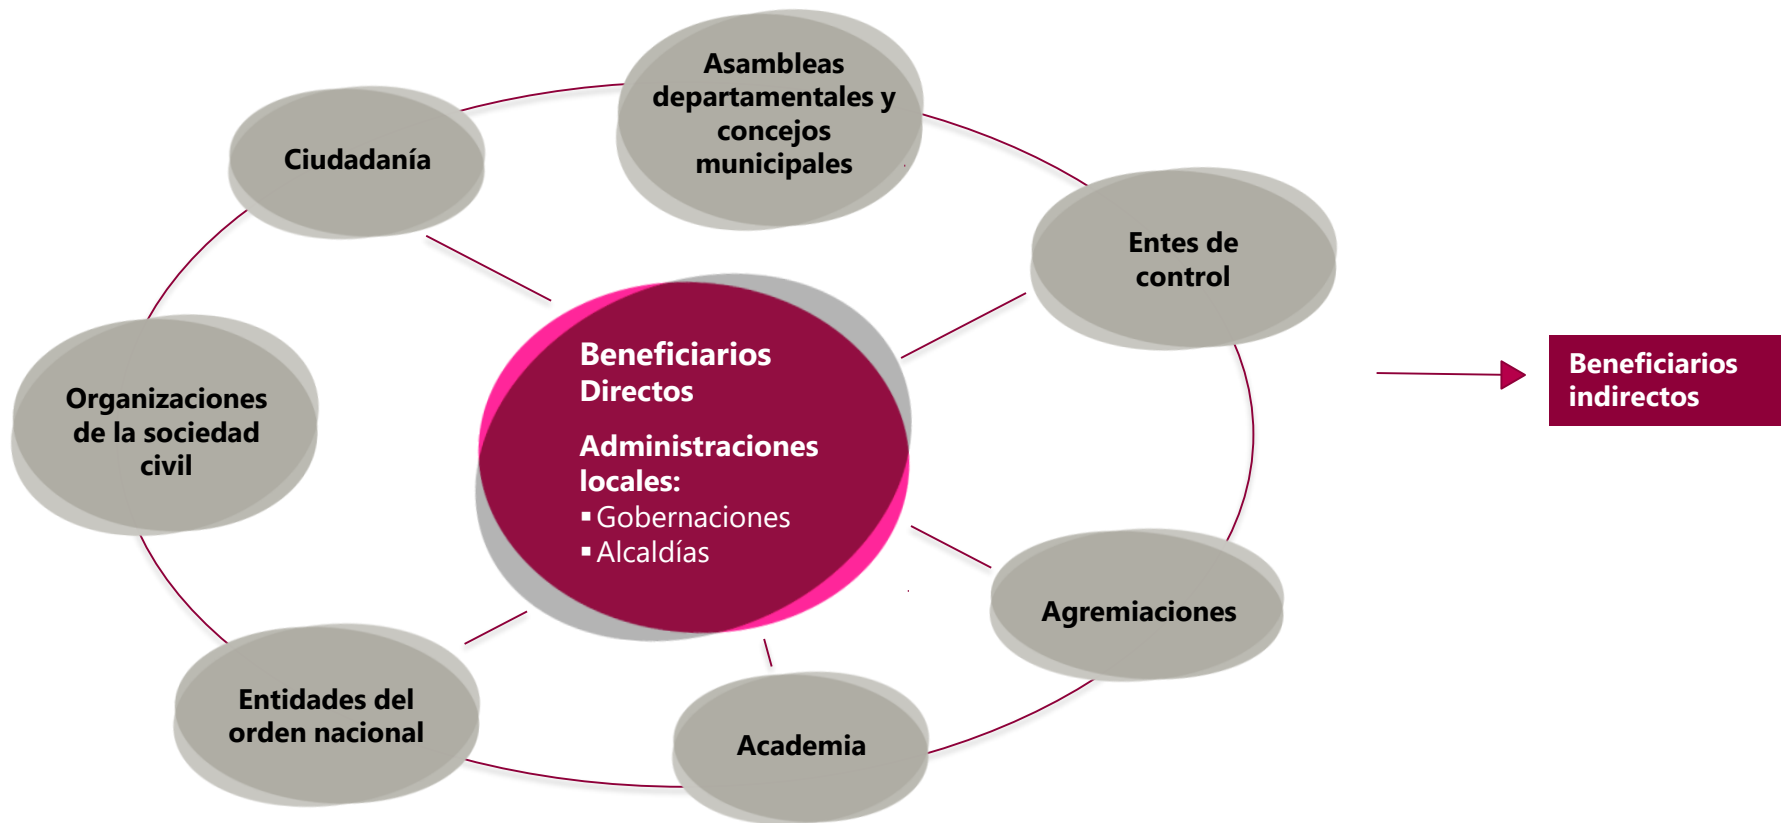 Asambleas
departamentales y
concejos
municipales
Ciudadanía
Entes de
control
Beneficiarios
Directos
Administraciones
locales:
▪ Gobernaciones
▪ Alcaldías
Beneficiarios
indirectos
Organizaciones
de la sociedad
civil
Agremiaciones
Entidades del
orden nacional
Academia